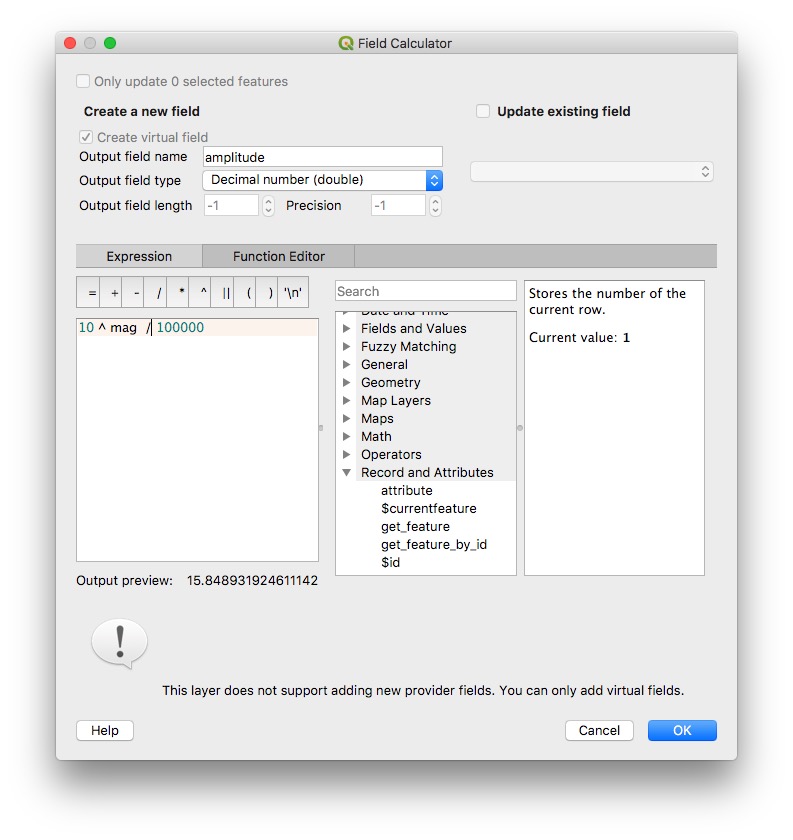 Field Calculator
Only update 0 selected features
Create a new field
Update existing field
Create virtual field
Output field name
amplitude
Output field type
Decimal number (double)
Output field length
-1
Precision
-1
Expression
Function Editor
= + - / * ^ || ( ) '\n'
10 ^ mag / 100000
Output preview: 15.848931924611142
Search
Date and Time
Fields and Values
Fuzzy Matching
General
Geometry
Map Layers
Maps
Math
Operators
Record and Attributes
attribute
$currentfeature
get_feature
get_feature_by_id
$id
Stores the number of the
current row.
Current value: 1
This layer does not support adding new provider fields. You can only add virtual fields.
Help
Cancel
OK